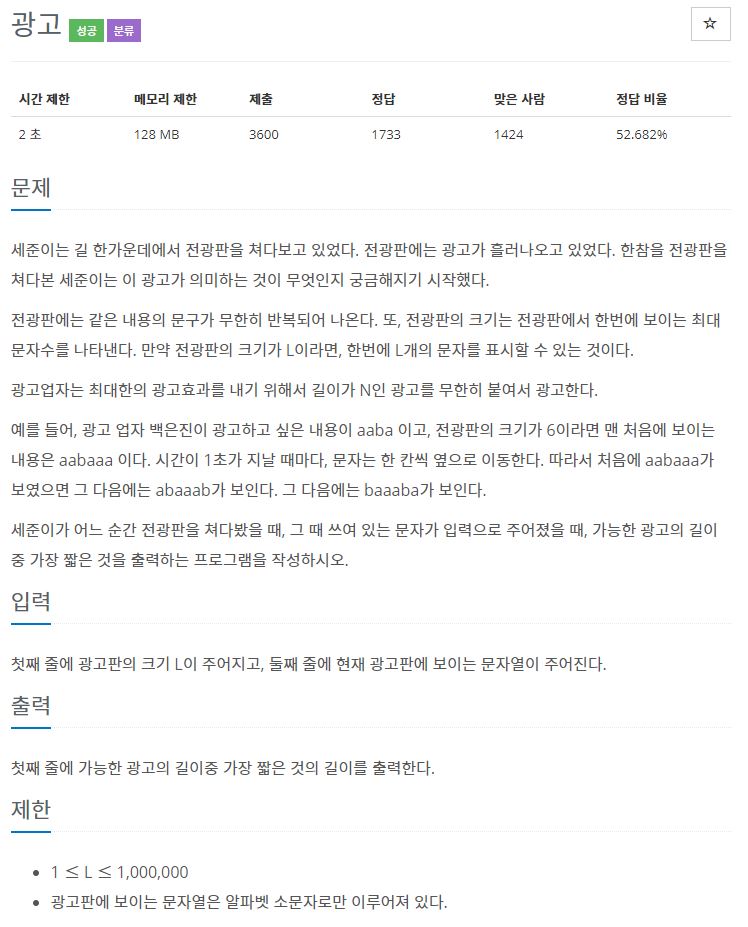 광고 성공 분류
☆
시간 제한 메모리 제한 제출 정답 맞은 사람 정답 비율
2 초 128 MB 3600 1733 1424 52.682%
문제
세준이는 길 한가운데에서 전광판을 쳐다보고 있었다. 전광판에는 광고가 흘러나오고 있었다. 한참을 전광판을
쳐다본 세준이는 이 광고가 의미하는 것이 무엇인지 궁금해지기 시작했다.
전광판에는 같은 내용의 문구가 무한히 반복되어 나온다. 또, 전광판의 크기는 전광판에서 한번에 보이는 최대
문자수를 나타낸다. 만약 전광판의 크기가 L이라면, 한번에 L개의 문자를 표시할 수 있는 것이다.
광고업자는 최대한의 광고효과를 내기 위해서 길이가 N인 광고를 무한히 붙여서 광고한다.
예를 들어, 광고 업자 백은진이 광고하고 싶은 내용이 aaba 이고, 전광판의 크기가 6이라면 맨 처음에 보이는
내용은 aabaaa 이다. 시간이 1초가 지날 때마다, 문자는 한 칸씩 옆으로 이동한다. 따라서 처음에 aabaaa가
보였으면 그 다음에는 abaaab가 보인다. 그 다음에는 baaaba가 보인다.
세준이가 어느 순간 전광판을 쳐다봤을 때, 그 때 쓰여 있는 문자가 입력으로 주어졌을 때, 가능한 광고의 길이
중 가장 짧은 것을 출력하는 프로그램을 작성하시오.
입력
첫째 줄에 광고판의 크기 L이 주어지고, 둘째 줄에 현재 광고판에 보이는 문자열이 주어진다.
출력
첫째 줄에 가능한 광고의 길이중 가장 짧은 것의 길이를 출력한다.
제한
• 1 ≤ L ≤ 1,000,000
• 광고판에 보이는 문자열은 알파벳 소문자로만 이루어져 있다.